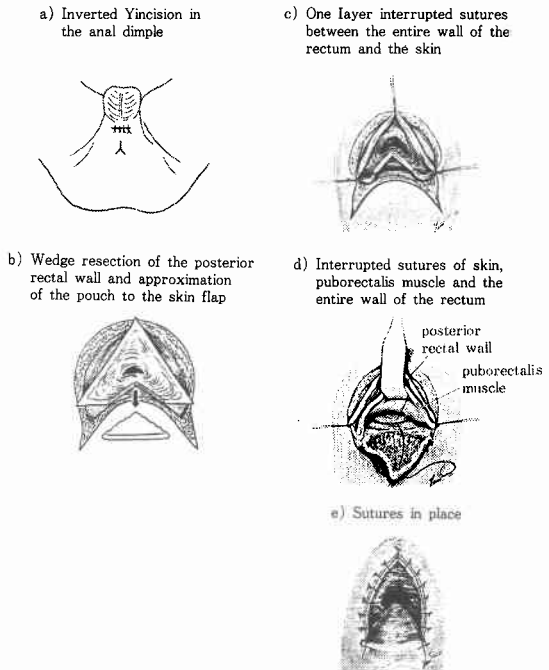 a) Inverted Yincision in
the anal dimple
b) Wedge resection of the posterior
rectal wall and approximation
of the pouch to the skin flap
c) One Iayer interrupted sutures
between the entire wall of the
rectum and the skin
d) Interrupted sutures of skin,
puborectalis muscle and the
entire wall of the rectum
posterior
rectal wall
puborectalis
muscle
e) Sutures in place